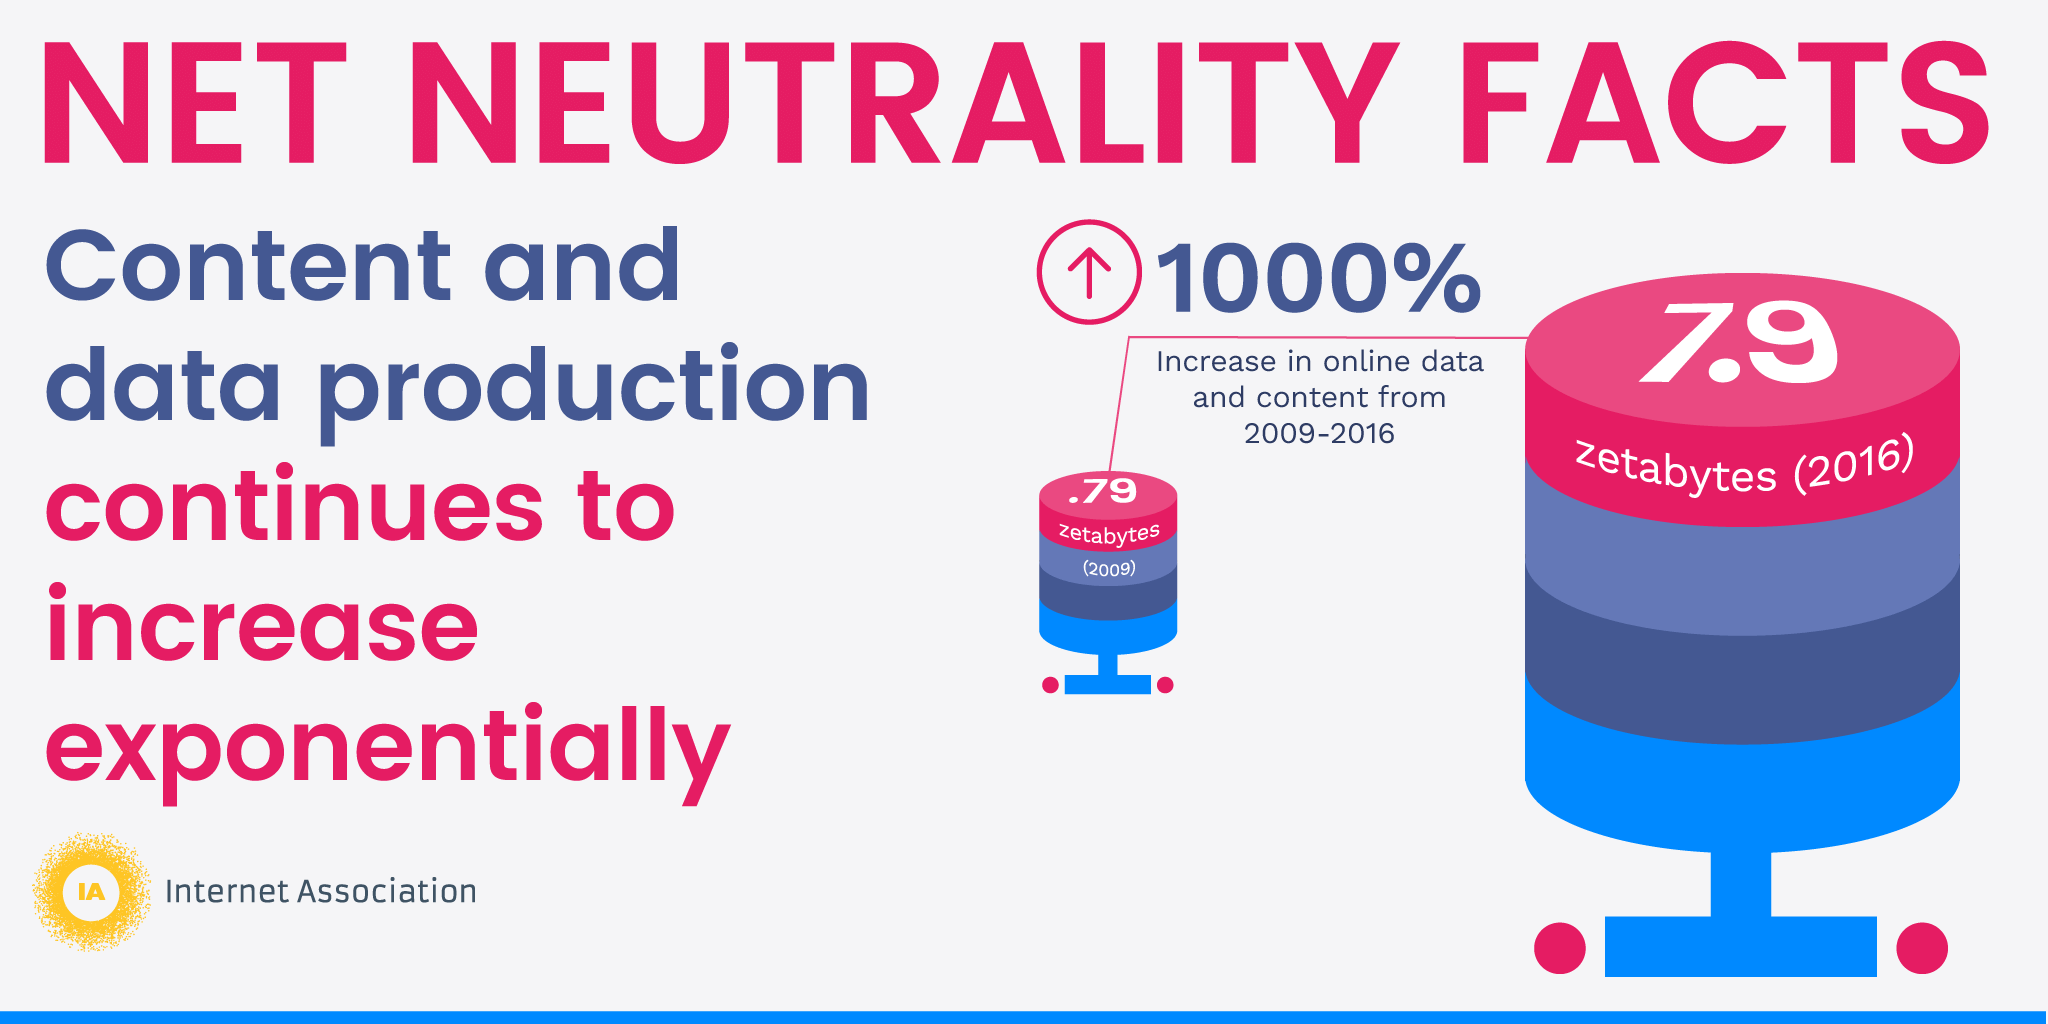 NET NEUTRALITY FACTS
Content and
data production
continues to
increase
exponentially
1000%
Increase in online data
and content from
2009-2016
.79
zetabytes
(2009)
7.9
zetabytes (2016)
IA
Internet Association